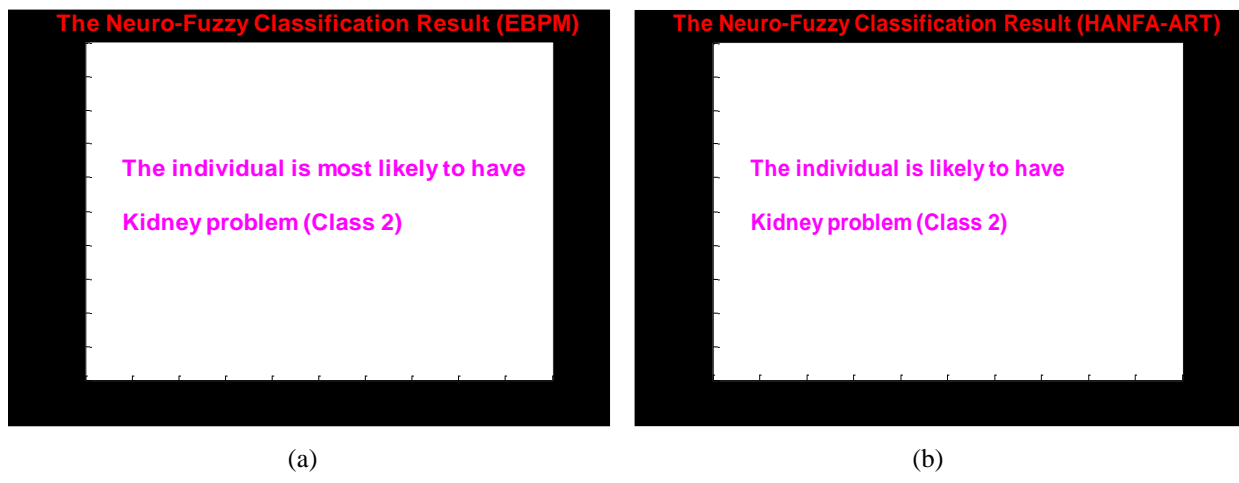 The Neuro-Fuzzy Classification Result (EBPM)
The individual is most likely to have
Kidney problem (Class 2)
(a)
The Neuro-Fuzzy Classification Result (HANFA-ART)
The individual is likely to have
Kidney problem (Class 2)
(b)